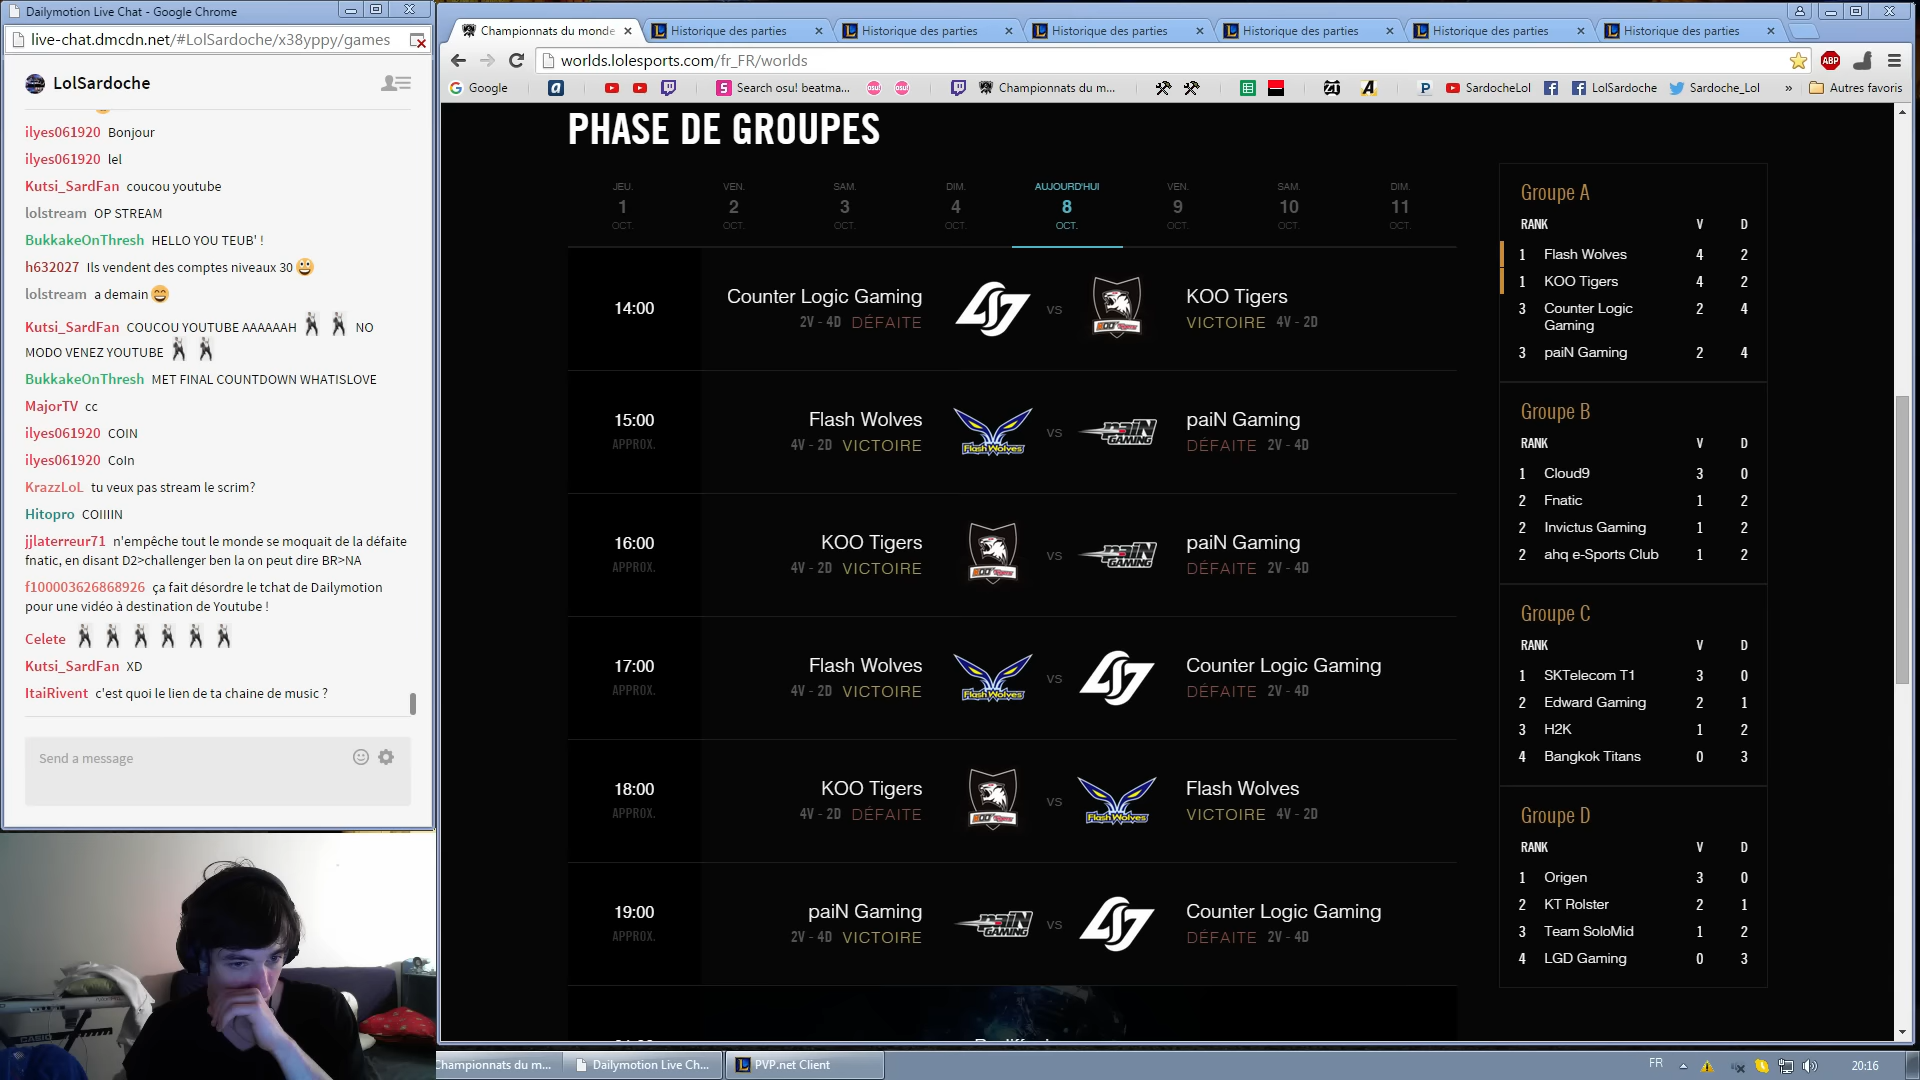 Dailymotion Live Chat - Google Chrome
live-chat.dmcdn.net/#LolSardoche/x38yppy/games
LolSardoche
ilyes061920 Bonjour
ilyes061920 lel
Kutsi_SardFan coucou youtube
lolstream OP STREAM
BukkakeOnThresh HELLO YOU TEUB' !
h632027 Ils vendent des comptes niveaux 30
lolstream a demain
Kutsi_SardFan COUCOU YOUTUBE AAAAAAH NO
MODO VENEZ YOUTUBE
BukkakeOnThresh MET FINAL COUNTDOWN WHATISLOVE
MajorTV cc
ilyes061920 COIN
ilyes061920 CoIn
KrazzLoL tu veux pas stream le scrim?
Hitopro COIIIIN
jjlaterreur71 n'empêche tout le monde se moquait de la défaite
fnatic, en disant D2>challenger ben la on peut dire BR>NA
f100003626868926 ça fait désordre le tchat de Dailymotion
pour une vidéo à destination de Youtube !
Celete
Kutsi_SardFan XD
ItaiRivent c'est quoi le lien de ta chaine de music ?
Send a message
Championnats du monde
Historique des parties
Historique des parties
Historique des parties
Historique des parties
Historique des parties
Historique des parties
worlds.lolesports.com/fr_FR/worlds
ABP
Google
Search osu! beatma...
Championnats du m...
SardocheLol
LolSardoche
Sardoche_Lol
»
Autres favoris
PHASE DE GROUPES
JEU. 1 OCT.
VEN. 2 OCT.
SAM. 3 OCT.
DIM. 4 OCT.
AUJOURD'HUI 8 OCT.
VEN. 9 OCT.
SAM. 10 OCT.
DIM. 11 OCT.
14:00
Counter Logic Gaming VS KOO Tigers
2V - 4D DÉFAITE VICTOIRE 4V - 2D
15:00 APPROX.
Flash Wolves VS paiN Gaming
4V - 2D VICTOIRE DÉFAITE 2V - 4D
16:00 APPROX.
KOO Tigers VS paiN Gaming
4V - 2D VICTOIRE DÉFAITE 2V - 4D
17:00 APPROX.
Flash Wolves VS Counter Logic Gaming
4V - 2D VICTOIRE DÉFAITE 2V - 4D
18:00 APPROX.
KOO Tigers VS Flash Wolves
4V - 2D DÉFAITE VICTOIRE 4V - 2D
19:00 APPROX.
paiN Gaming VS Counter Logic Gaming
2V - 4D VICTOIRE DÉFAITE 2V - 4D
Groupe A
RANK V D
1 Flash Wolves 4 2
1 KOO Tigers 4 2
3 Counter Logic Gaming 2 4
3 paiN Gaming 2 4
Groupe B
RANK V D
1 Cloud9 3 0
2 Fnatic 1 2
2 Invictus Gaming 1 2
2 ahq e-Sports Club 1 2
Groupe C
RANK V D
1 SKTelecom T1 3 0
2 Edward Gaming 2 1
3 H2K 1 2
4 Bangkok Titans 0 3
Groupe D
RANK V D
1 Origen 3 0
2 KT Rolster 2 1
3 Team SoloMid 1 2
4 LGD Gaming 0 3
CASIO
Championnats du m...
Dailymotion Live Ch...
PVP.net Client
FR
20:16